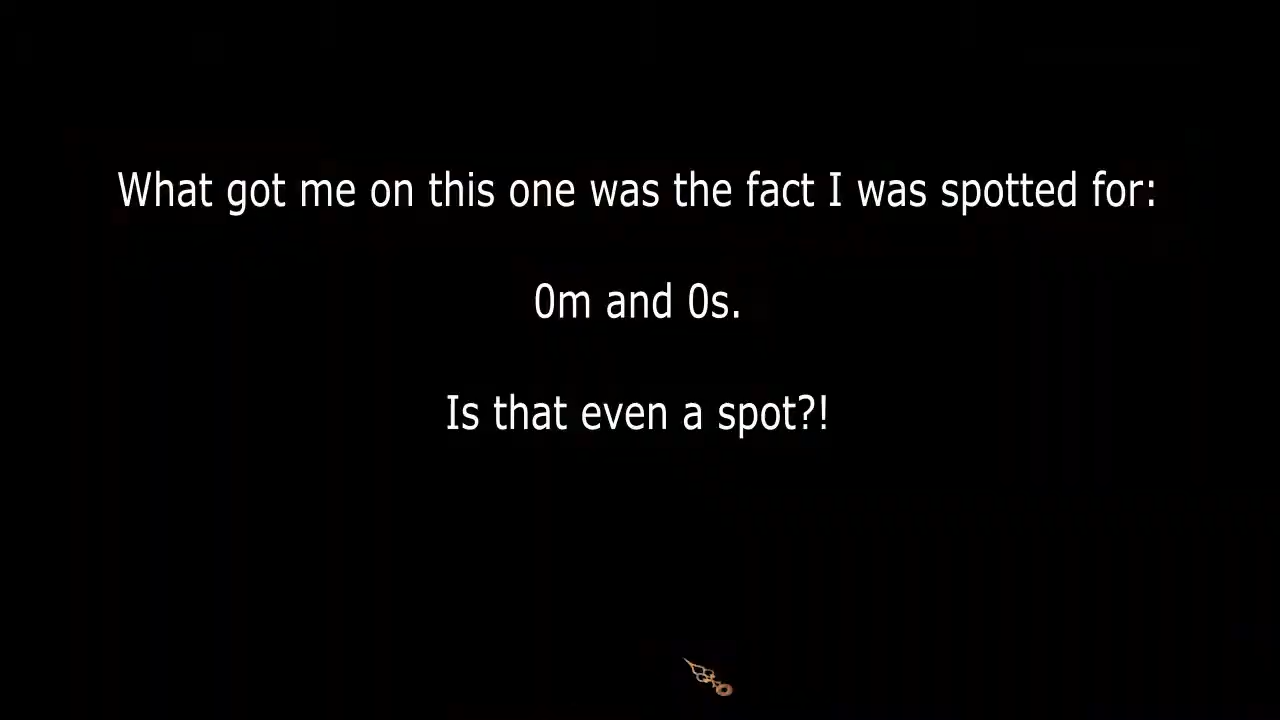 What got me on this one was the fact I was spotted for:
0m and 0s.
Is that even a spot?!